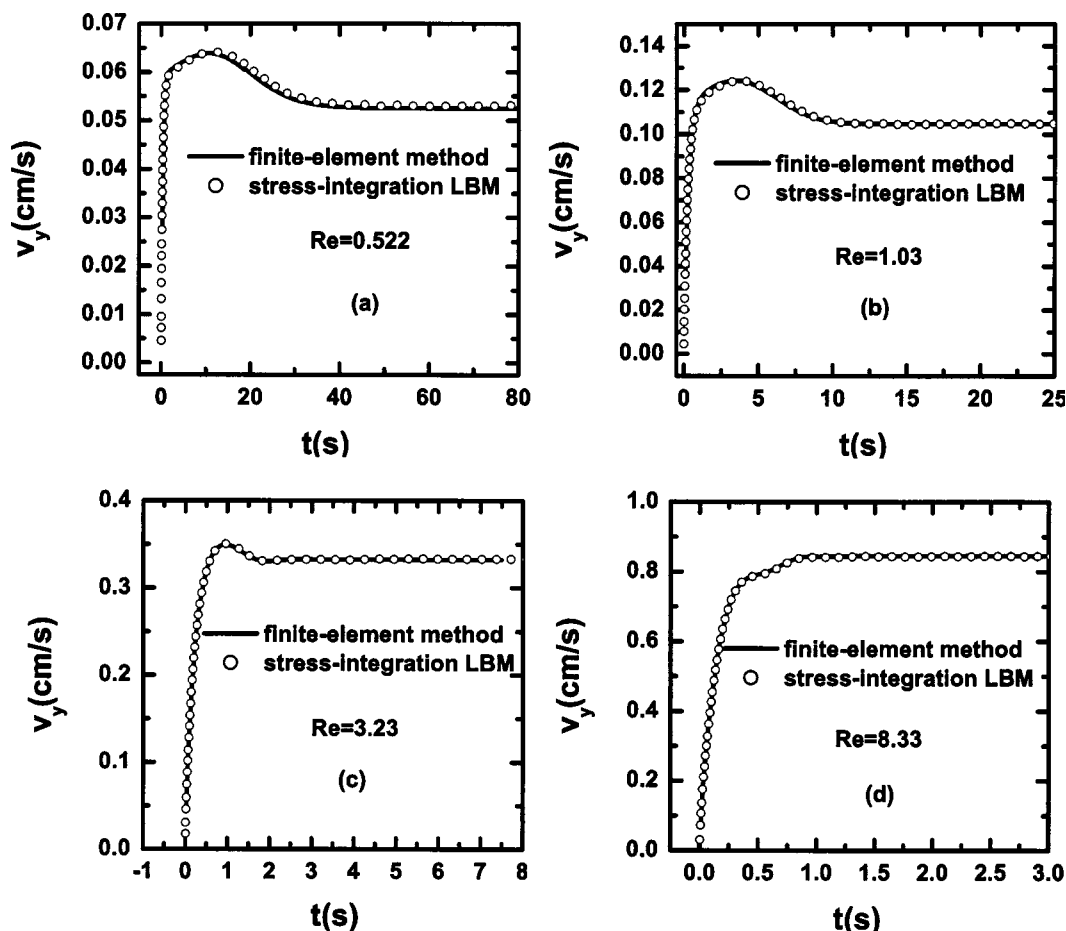 0.07
0.06
0.05
0.04
0.03
0.02
0.01
0.00
v_y(cm/s)
finite-element method
stress-integration LBM
Re=0.522
(a)
0 20 40 60 80
t(s)
0.14
0.12
0.10
0.08
0.06
0.04
0.02
0.00
v_y(cm/s)
finite-element method
stress-integration LBM
Re=1.03
(b)
0 5 10 15 20 25
t(s)
0.4
0.3
0.2
0.1
0.0
v_y(cm/s)
finite-element method
stress-integration LBM
Re=3.23
(c)
-1 0 1 2 3 4 5 6 7 8
t(s)
1.0
0.8
0.6
0.4
0.2
0.0
v_y(cm/s)
finite-element method
stress-integration LBM
Re=8.33
(d)
0.0 0.5 1.0 1.5 2.0 2.5 3.0
t(s)